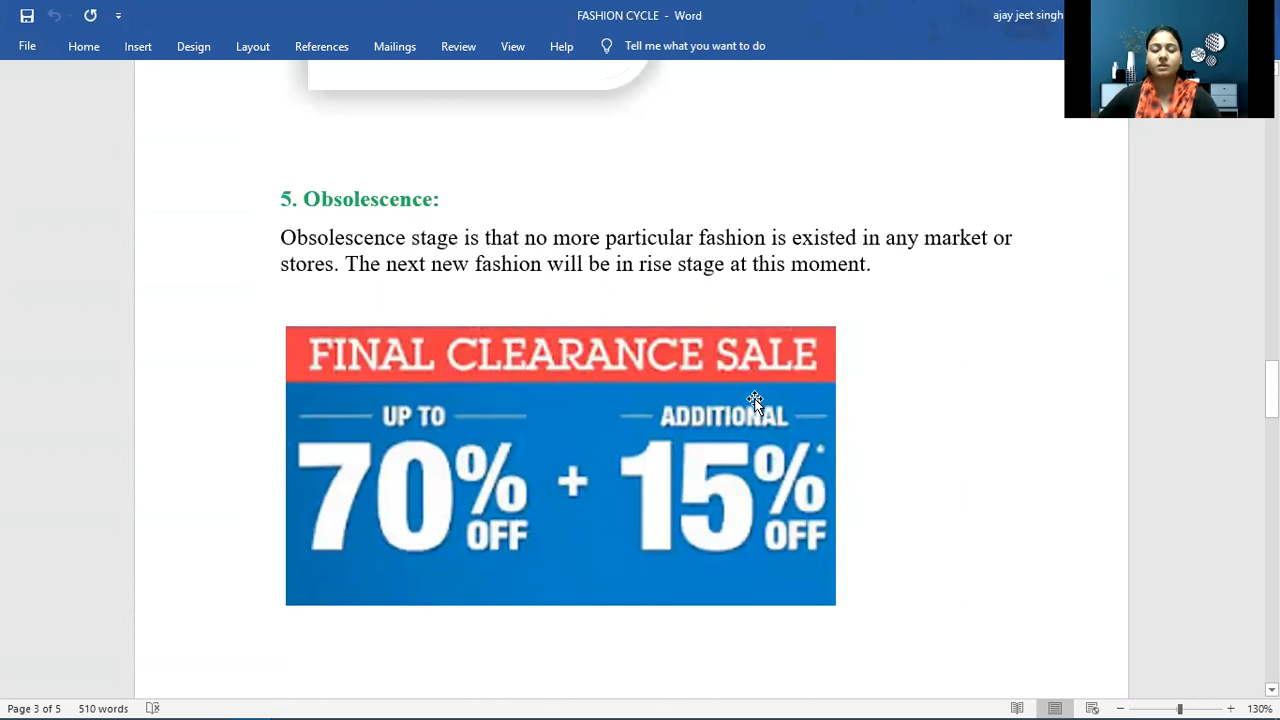 FASHION CYCLE - Word
ajay jeet singh
File Home Insert Design Layout References Mailings Review View Help Tell me what you want to do
5. Obsolescence:
Obsolescence stage is that no more particular fashion is existed in any market or
stores. The next new fashion will be in rise stage at this moment.
FINAL CLEARANCE SALE
UP TO
70% OFF
+
ADDITIONAL
15%* OFF
Page 3 of 5 510 words
130%